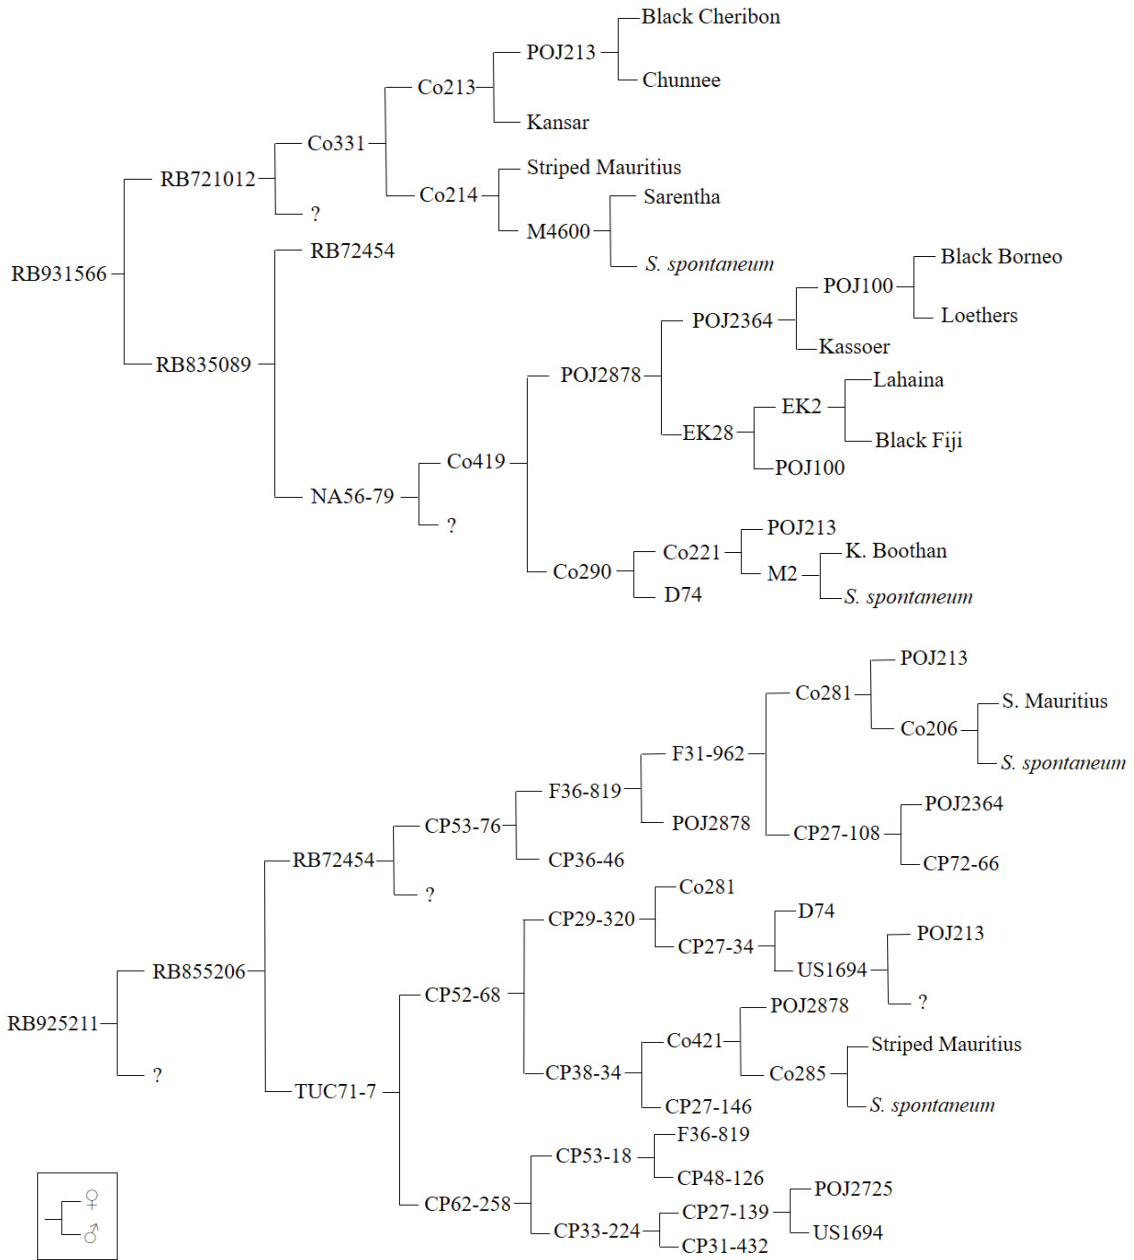 Black Cheribon
POJ213
Chunnee
Co213
Kansar
Co331
Striped Mauritius
RB721012
Co214
Sarentha
?
M4600
RB72454
S. spontaneum
Black Borneo
RB931566
POJ100
Loethers
POJ2364
Kassoer
RB835089
POJ2878
Lahaina
EK2
EK28
Black Fiji
Co419
POJ100
NA56-79
?
POJ213
Co221
K. Boothan
Co290
M2
D74
S. spontaneum
POJ213
Co281
S. Mauritius
Co206
F31-962
S. spontaneum
F36-819
POJ2364
CP53-76
POJ2878
CP27-108
RB72454
CP36-46
CP72-66
?
Co281
CP29-320
D74
CP27-34
POJ213
RB855206
US1694
CP52-68
?
RB925211
POJ2878
Co421
Striped Mauritius
?
CP38-34
Co285
TUC71-7
CP27-146
S. spontaneum
F36-819
CP53-18
CP48-126
POJ2725
CP62-258
CP27-139
CP33-224
US1694
CP31-432
♀
♂